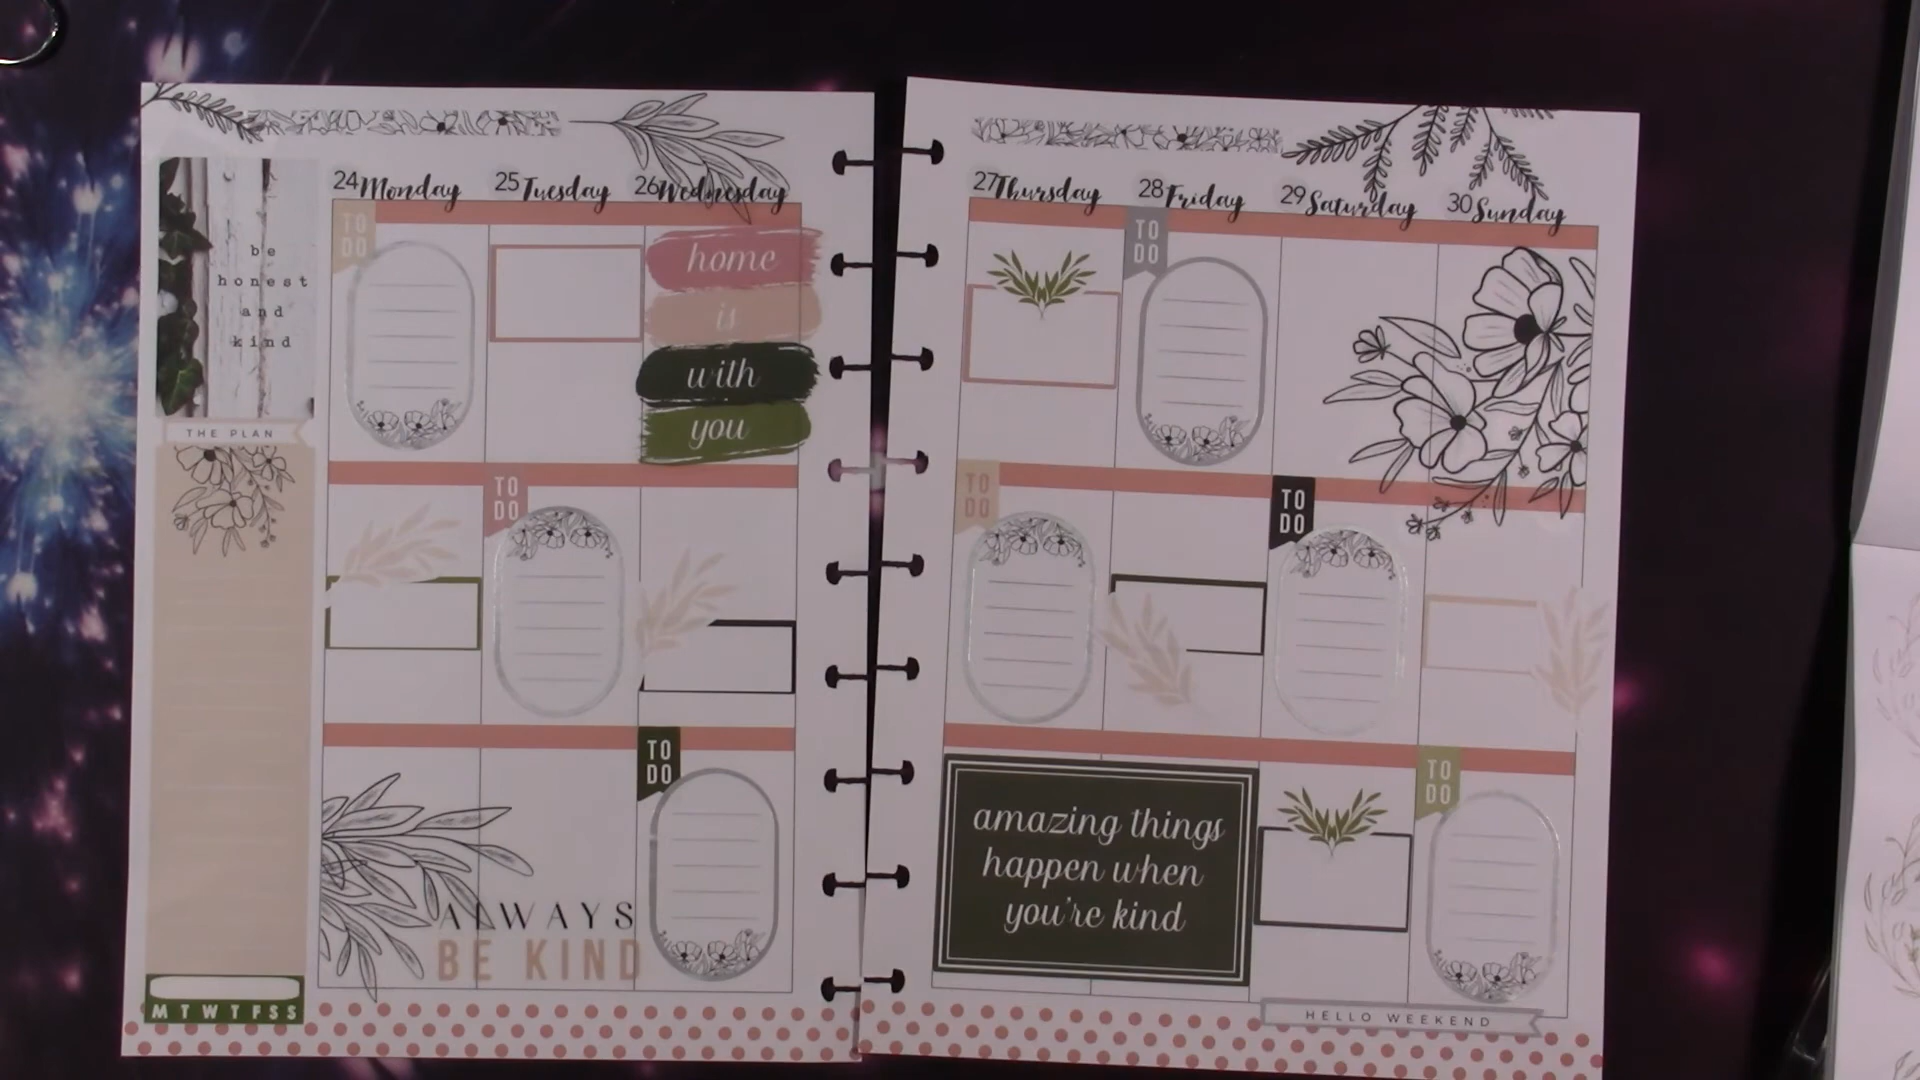 24 Monday
25 Tuesday
26 Wednesday
27 Thursday
28 Friday
29 Saturday
30 Sunday
be
honest
and
kind
THE PLAN
M T W T F S S
TO
DO
home
is
with
you
TO
DO
TO
DO
ALWAYS
BE KIND
TO
DO
TO
DO
TO
DO
amazing things
happen when
you're kind
TO
DO
HELLO WEEKEND